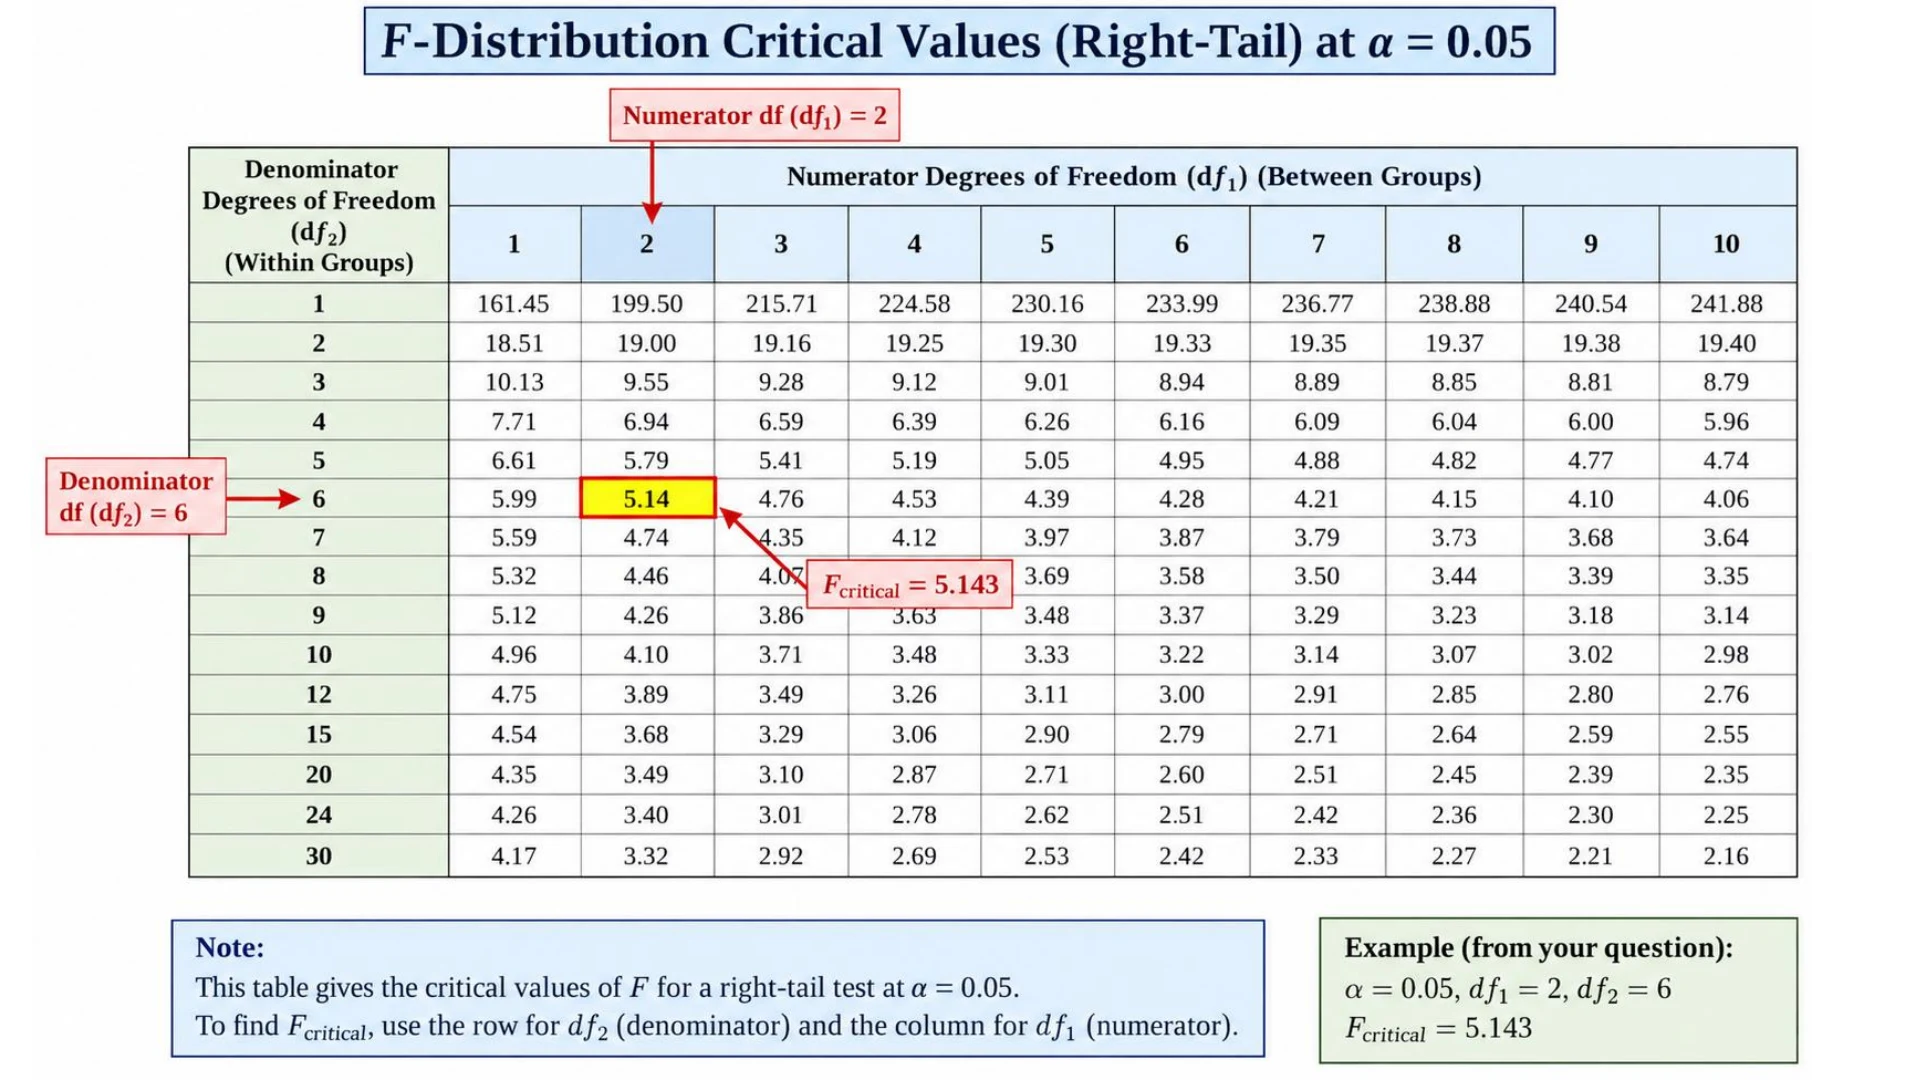 F-Distribution Critical Values (Right-Tail) at α = 0.05
Numerator df (df₁) = 2
Denominator
Degrees of Freedom
(df₂)
(Within Groups)
Numerator Degrees of Freedom (df₁) (Between Groups)
1 2 3 4 5 6 7 8 9 10
1 161.45 199.50 215.71 224.58 230.16 233.99 236.77 238.88 240.54 241.88
2 18.51 19.00 19.16 19.25 19.30 19.33 19.35 19.37 19.38 19.40
3 10.13 9.55 9.28 9.12 9.01 8.94 8.89 8.85 8.81 8.79
4 7.71 6.94 6.59 6.39 6.26 6.16 6.09 6.04 6.00 5.96
5 6.61 5.79 5.41 5.19 5.05 4.95 4.88 4.82 4.77 4.74
Denominator
df (df₂) = 6
6 5.99 5.14 4.76 4.53 4.39 4.28 4.21 4.15 4.10 4.06
7 5.59 4.74 4.35 4.12 3.97 3.87 3.79 3.73 3.68 3.64
8 5.32 4.46 4.07 3.69 3.58 3.50 3.44 3.39 3.35
Fcritical = 5.143
9 5.12 4.26 3.86 3.63 3.48 3.37 3.29 3.23 3.18 3.14
10 4.96 4.10 3.71 3.48 3.33 3.22 3.14 3.07 3.02 2.98
12 4.75 3.89 3.49 3.26 3.11 3.00 2.91 2.85 2.80 2.76
15 4.54 3.68 3.29 3.06 2.90 2.79 2.71 2.64 2.59 2.55
20 4.35 3.49 3.10 2.87 2.71 2.60 2.51 2.45 2.39 2.35
24 4.26 3.40 3.01 2.78 2.62 2.51 2.42 2.36 2.30 2.25
30 4.17 3.32 2.92 2.69 2.53 2.42 2.33 2.27 2.21 2.16
Note:
This table gives the critical values of F for a right-tail test at α = 0.05.
To find Fcritical, use the row for df₂ (denominator) and the column for df₁ (numerator).
Example (from your question):
α = 0.05, df₁ = 2, df₂ = 6
Fcritical = 5.143